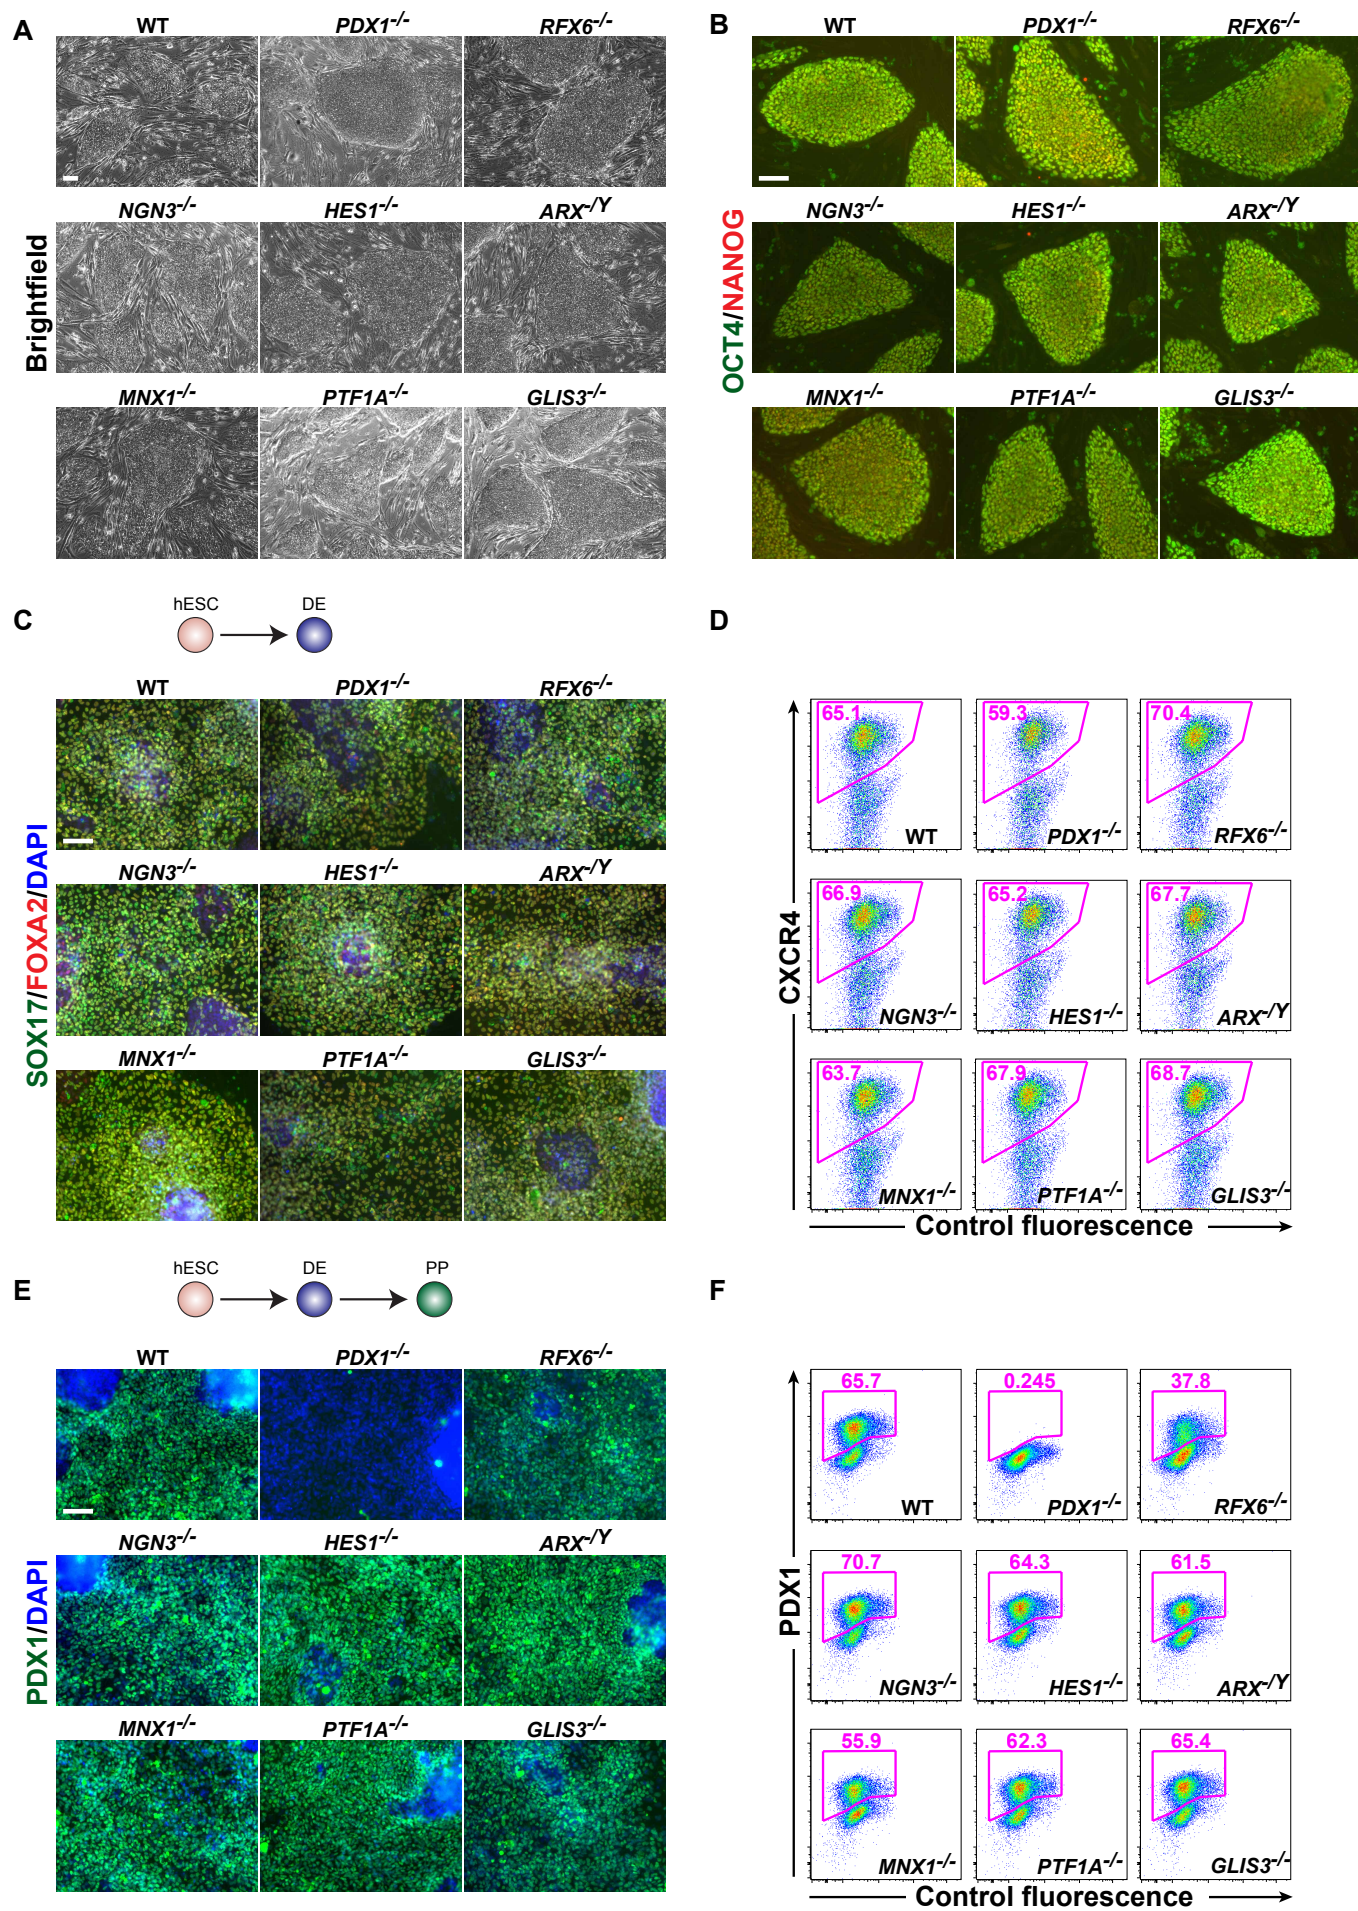 A
WT PDX1-/- RFX6-/-
NGN3-/- HES1-/- ARX-/Y
MNX1-/- PTF1A-/- GLIS3-/-
Brightfield
B
WT PDX1-/- RFX6-/-
NGN3-/- HES1-/- ARX-/Y
MNX1-/- PTF1A-/- GLIS3-/-
OCT4/NANOG
C
hESC DE
WT PDX1-/- RFX6-/-
NGN3-/- HES1-/- ARX-/Y
MNX1-/- PTF1A-/- GLIS3-/-
SOX17/FOXA2/DAPI
D
65.1 59.3 70.4
WT PDX1-/- RFX6-/-
66.9 65.2 67.7
NGN3-/- HES1-/- ARX-/Y
63.7 67.9 68.7
MNX1-/- PTF1A-/- GLIS3-/-
CXCR4
Control fluorescence
E
hESC DE PP
WT PDX1-/- RFX6-/-
NGN3-/- HES1-/- ARX-/Y
MNX1-/- PTF1A-/- GLIS3-/-
PDX1/DAPI
F
65.7 0.245 37.8
WT PDX1-/- RFX6-/-
70.7 64.3 61.5
NGN3-/- HES1-/- ARX-/Y
55.9 62.3 65.4
MNX1-/- PTF1A-/- GLIS3-/-
PDX1
Control fluorescence